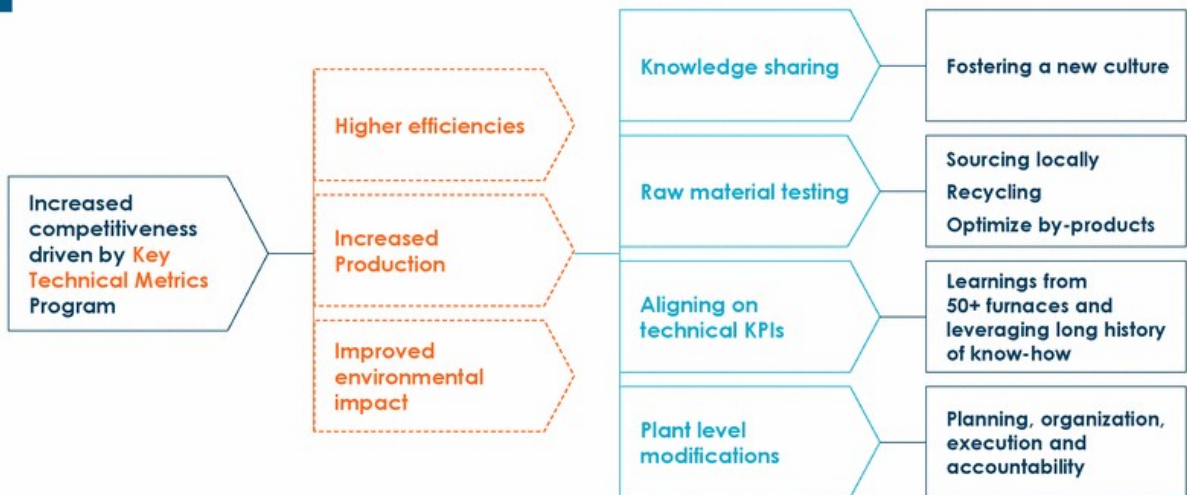 Increased
competitiveness
driven by Key
Technical Metrics
Program
Higher efficiencies
Increased
Production
Improved
environmental
impact
Knowledge sharing
Raw material testing
Aligning on
technical KPIs
Plant level
modifications
Fostering a new culture
Sourcing locally
Recycling
Optimize by-products
Learnings from
50+ furnaces and
leveraging long history
of know-how
Planning, organization,
execution and
accountability